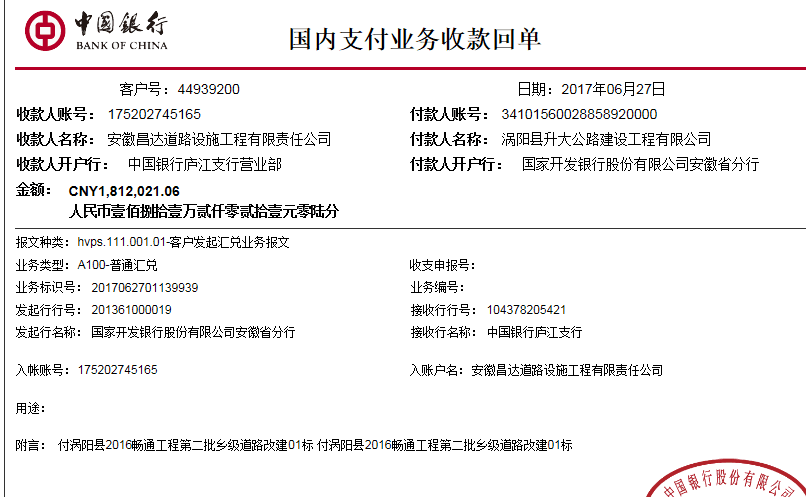 中国银行
BANK OF CHINA
国内支付业务收款回单
客户号：44939200 日期：2017年06月27日
收款人账号：175202745165 付款人账号：34101560028858920000
收款人名称：安徽昌达道路设施工程有限责任公司 付款人名称：涡阳县升大公路建设工程有限公司
收款人开户行：中国银行庐江支行营业部 付款人开户行：国家开发银行股份有限公司安徽省分行
金额：CNY1,812,021.06
人民币壹佰捌拾壹万贰仟零贰拾壹元零陆分
报文种类：hvps.111.001.01-客户发起汇兑业务报文
业务类型：A100-普通汇兑 收支申报号：
业务标识号：2017062701139939 业务编号：
发起行行号：201361000019 接收行行号：104378205421
发起行名称：国家开发银行股份有限公司安徽省分行 接收行名称：中国银行庐江支行
入帐账号：175202745165 入账户名：安徽昌达道路设施工程有限责任公司
用途：
附言：付涡阳县2016畅通工程第二批乡级道路改建01标 付涡阳县2016畅通工程第二批乡级道路改建01标
中国银行股份有限公司